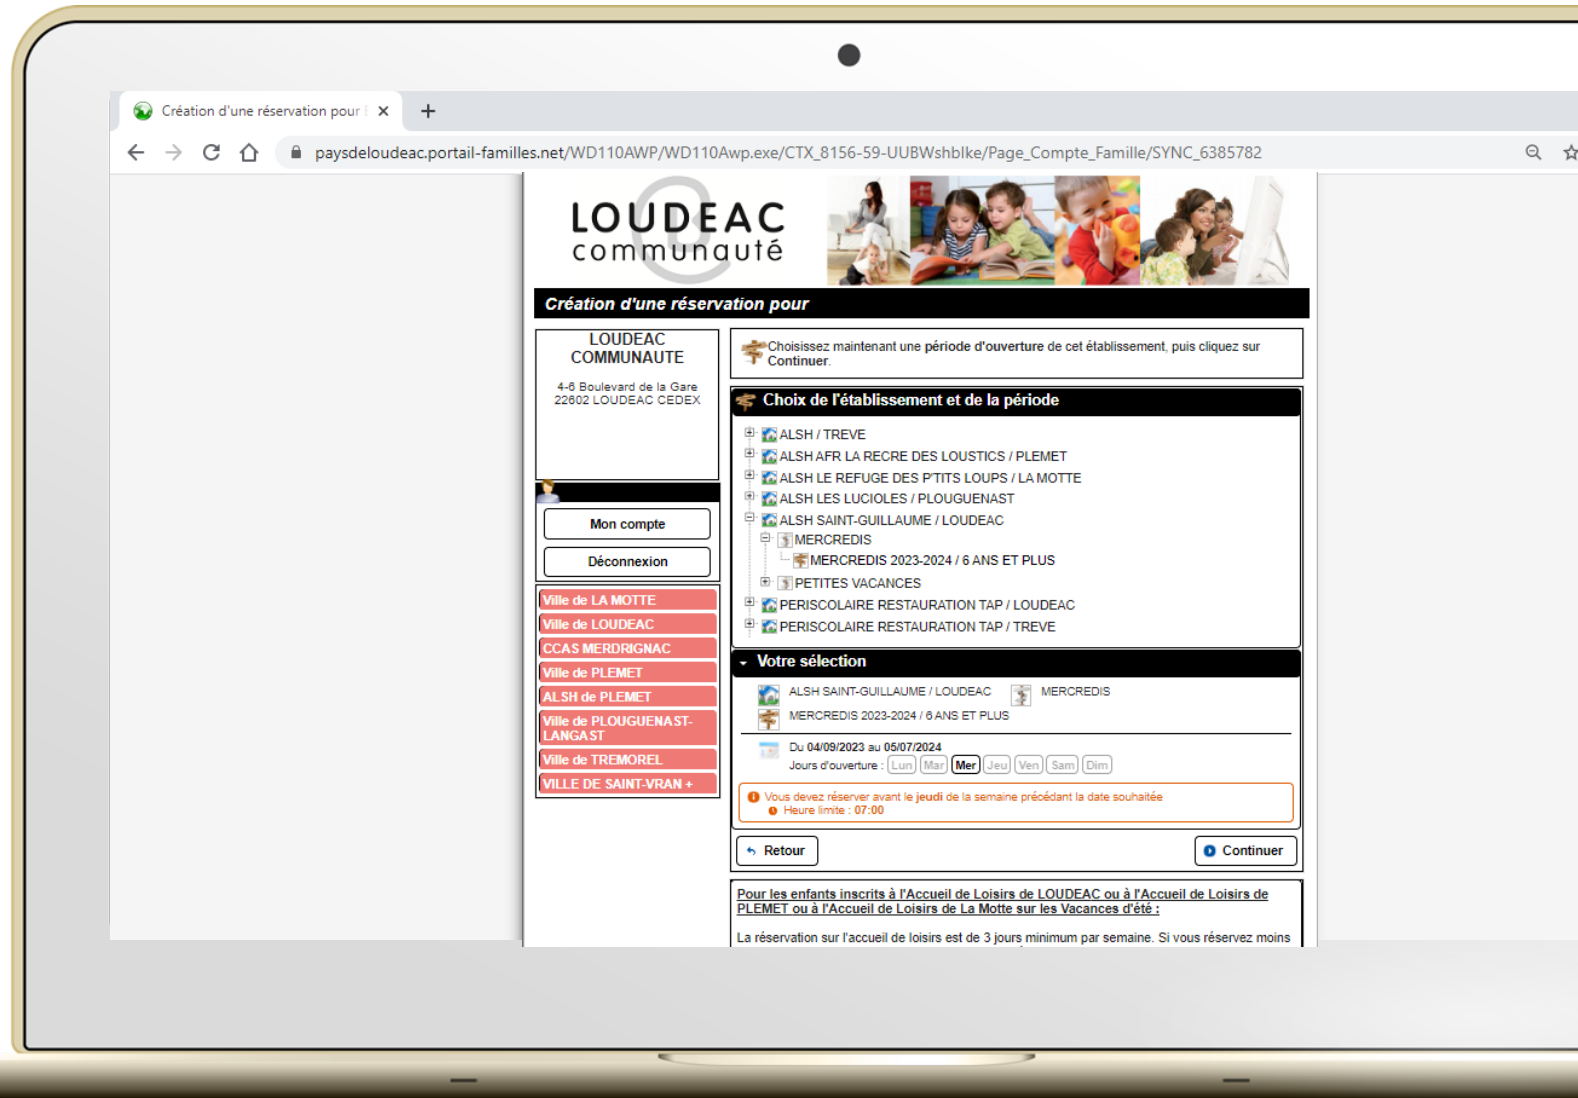 Création d'une réservation pour
paysdeloudeac.portail-familles.net/WD110AWP/WD110Awp.exe/CTX_8156-59-UUBWshbIke/Page_Compte_Famille/SYNC_6385782
LOUDEAC
communauté
Création d'une réservation pour
LOUDEAC
COMMUNAUTE
4-6 Boulevard de la Gare
22602 LOUDEAC CEDEX
Mon compte
Déconnexion
Ville de LA MOTTE
Ville de LOUDEAC
CCAS MERDRIGNAC
Ville de PLEMET
ALSH de PLEMET
Ville de PLOUGUENAST-
LANGAST
Ville de TREMOREL
VILLE DE SAINT-VRAN +
Choisissez maintenant une période d'ouverture de cet établissement, puis cliquez sur
Continuer.
Choix de l'établissement et de la période
ALSH / TREVE
ALSH AFR LA RECRE DES LOUSTICS / PLEMET
ALSH LE REFUGE DES P'TITS LOUPS / LA MOTTE
ALSH LES LUCIOLES / PLOUGUENAST
ALSH SAINT-GUILLAUME / LOUDEAC
MERCREDIS
MERCREDIS 2023-2024 / 6 ANS ET PLUS
PETITES VACANCES
PERISCOLAIRE RESTAURATION TAP / LOUDEAC
PERISCOLAIRE RESTAURATION TAP / TREVE
Votre sélection
ALSH SAINT-GUILLAUME / LOUDEAC MERCREDIS
MERCREDIS 2023-2024 / 6 ANS ET PLUS
Du 04/09/2023 au 05/07/2024
Jours d'ouverture : Lun Mar Mer Jeu Ven Sam Dim
Vous devez réserver avant le jeudi de la semaine précédant la date souhaitée
Heure limite : 07:00
Retour
Continuer
Pour les enfants inscrits à l'Accueil de Loisirs de LOUDEAC ou à l'Accueil de Loisirs de
PLEMET ou à l'Accueil de Loisirs de La Motte sur les Vacances d'été :
La réservation sur l'accueil de loisirs est de 3 jours minimum par semaine. Si vous réservez moins